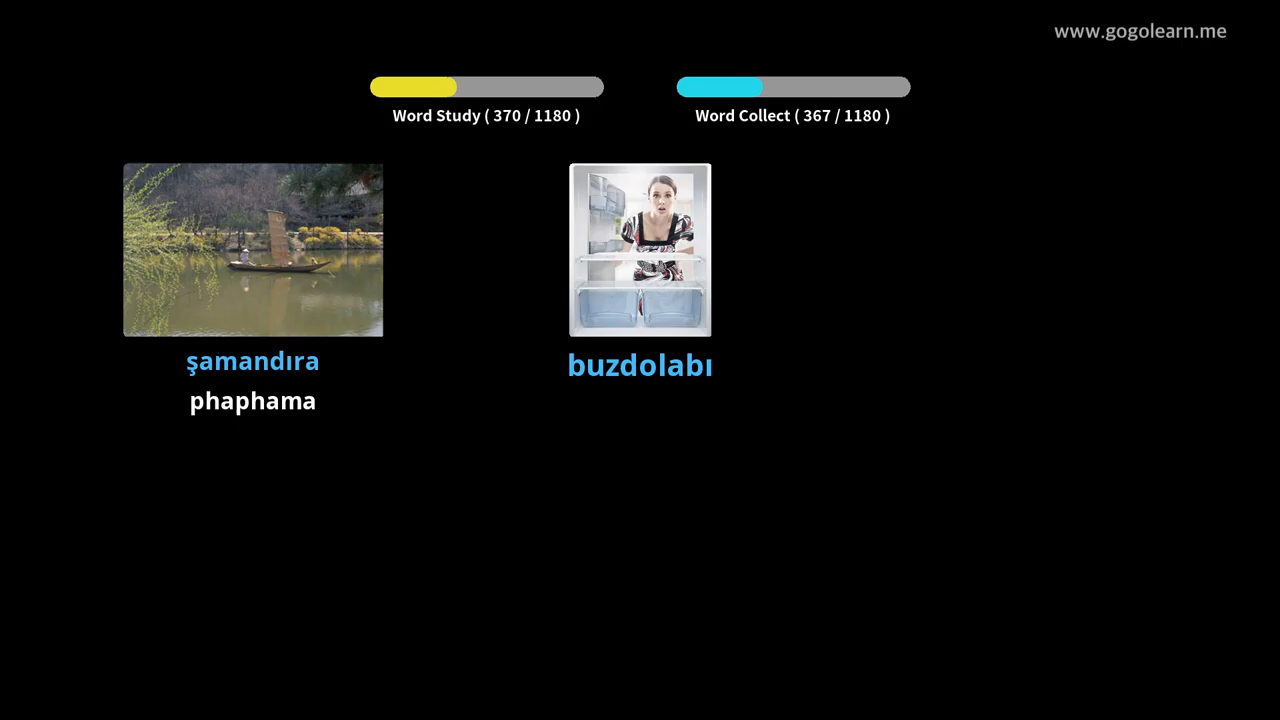 www.gogolearn.me
Word Study ( 370 / 1180 )
Word Collect ( 367 / 1180 )
şamandıra
phaphama
buzdolabı